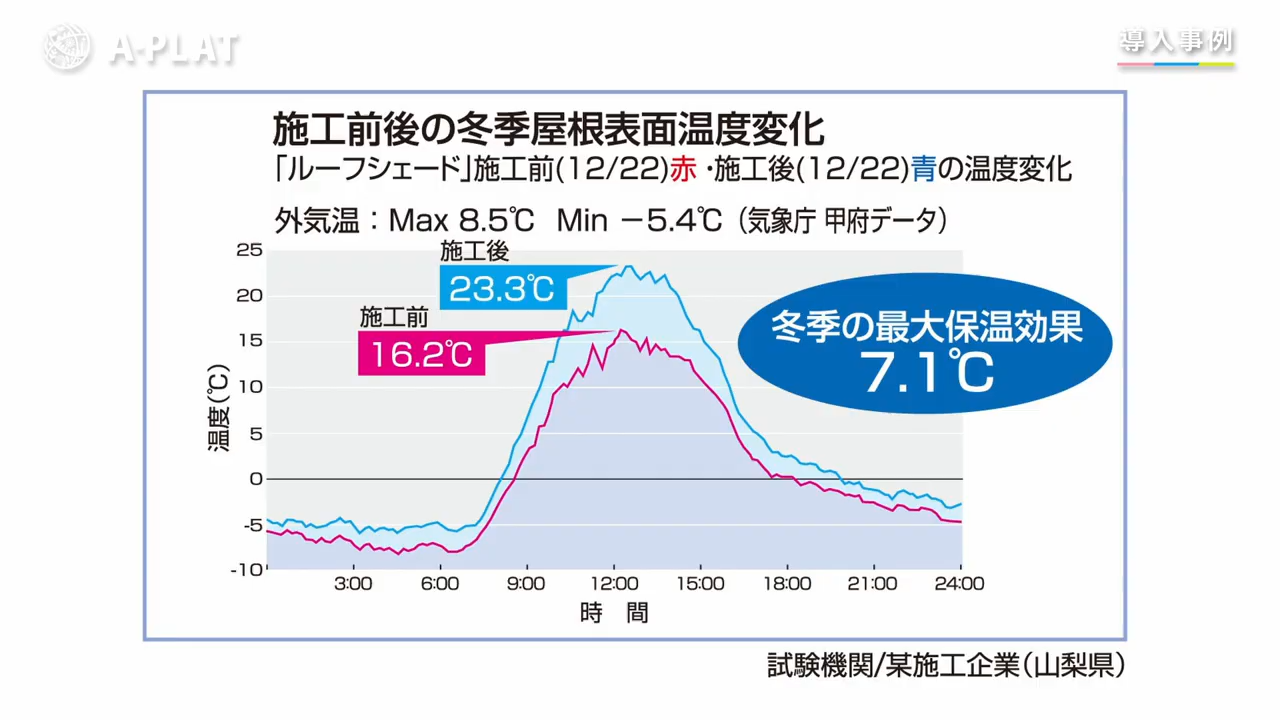 A-PLAT
導入事例
施工前後の冬季屋根表面温度変化
「ルーフシェード」施工前(12/22)赤・施工後(12/22)青の温度変化
外気温：Max 8.5℃ Min －5.4℃（気象庁 甲府データ）
施工後
23.3℃
施工前
16.2℃
冬季の最大保温効果
7.1℃
温度(℃)
25
20
15
10
5
0
-5
-10
3:00 6:00 9:00 12:00 15:00 18:00 21:00 24:00
時 間
試験機関/某施工企業（山梨県）